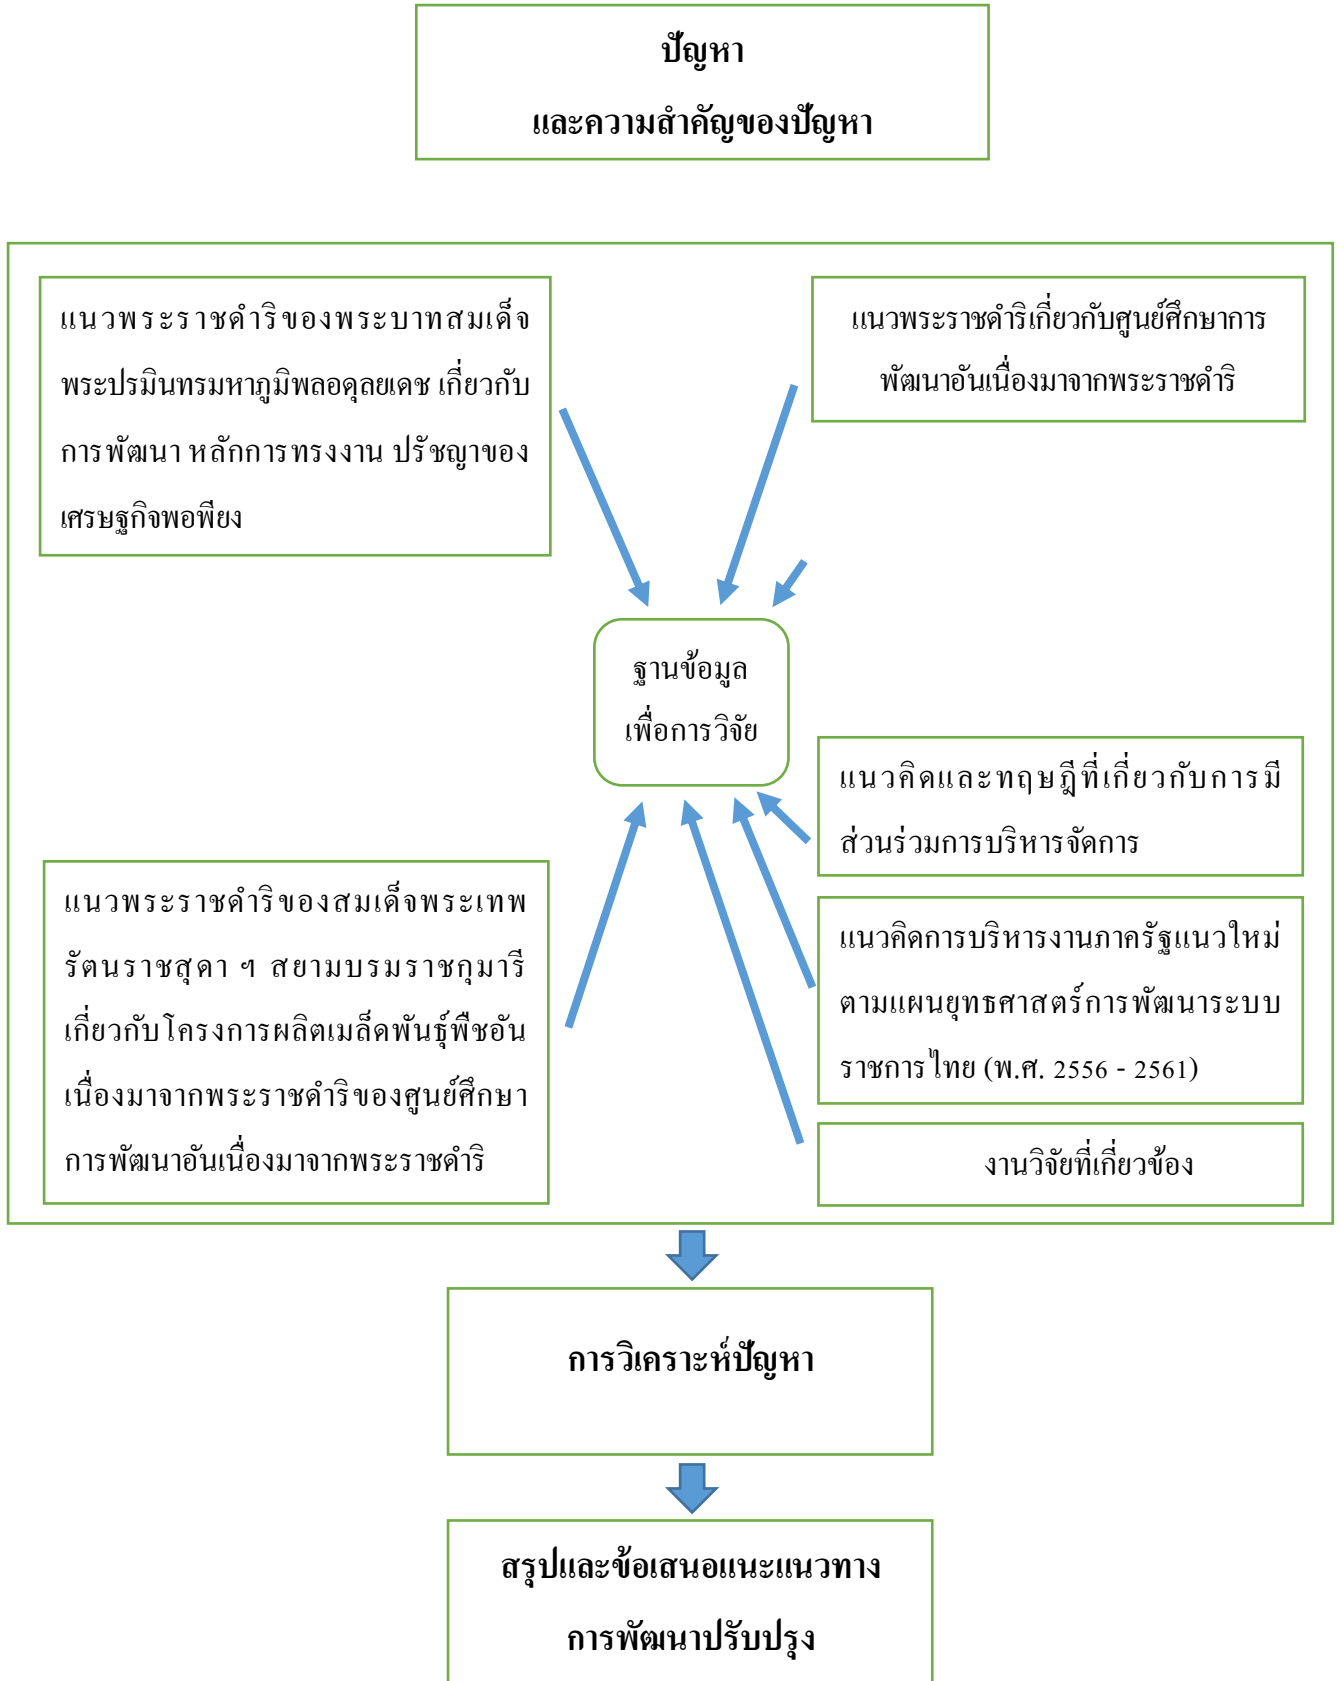 ปัญหา
และความสำคัญของปัญหา
แนวพระราชดำริของพระบาทสมเด็จ
พระปรมินทรมหาภูมิพลอดุลยเดช เกี่ยวกับ
การพัฒนา หลักการทรงงาน ปรัชญาของ
เศรษฐกิจพอพียง
แนวพระราชดำริเกี่ยวกับศูนย์ศึกษาการ
พัฒนาอันเนื่องมาจากพระราชดำริ
ฐานข้อมูล
เพื่อการวิจัย
แนวคิดและทฤษฎีที่เกี่ยวกับการมี
ส่วนร่วมการบริหารจัดการ
แนวพระราชดำริของสมเด็จพระเทพ
รัตนราชสุดา ฯ สยามบรมราชกุมารี
เกี่ยวกับโครงการผลิตเมล็ดพันธุ์พืชอัน
เนื่องมาจากพระราชดำริของศูนย์ศึกษา
การพัฒนาอันเนื่องมาจากพระราชดำริ
แนวคิดการบริหารงานภาครัฐแนวใหม่
ตามแผนยุทธศาสตร์การพัฒนาระบบ
ราชการไทย (พ.ศ. 2556 - 2561)
งานวิจัยที่เกี่ยวข้อง
การวิเคราะห์ปัญหา
สรุปและข้อเสนอแนะแนวทาง
การพัฒนาปรับปรุง